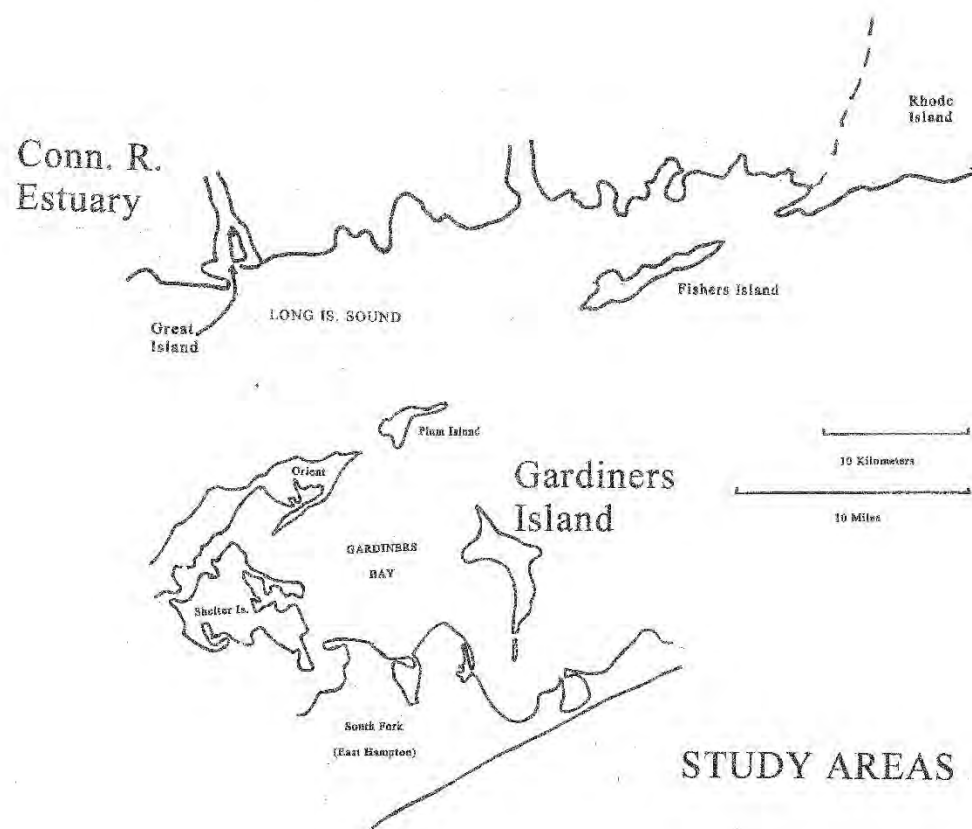 Rhode
Island
Conn. R.
Estuary
Fishers Island
LONG IS. SOUND
Great
Island
Plum Island
10 Kilometers
Orient
Gardiners
Island
10 Miles
GARDINERS
BAY
Shelter Is.
South Fork
(East Hampton)
STUDY AREAS